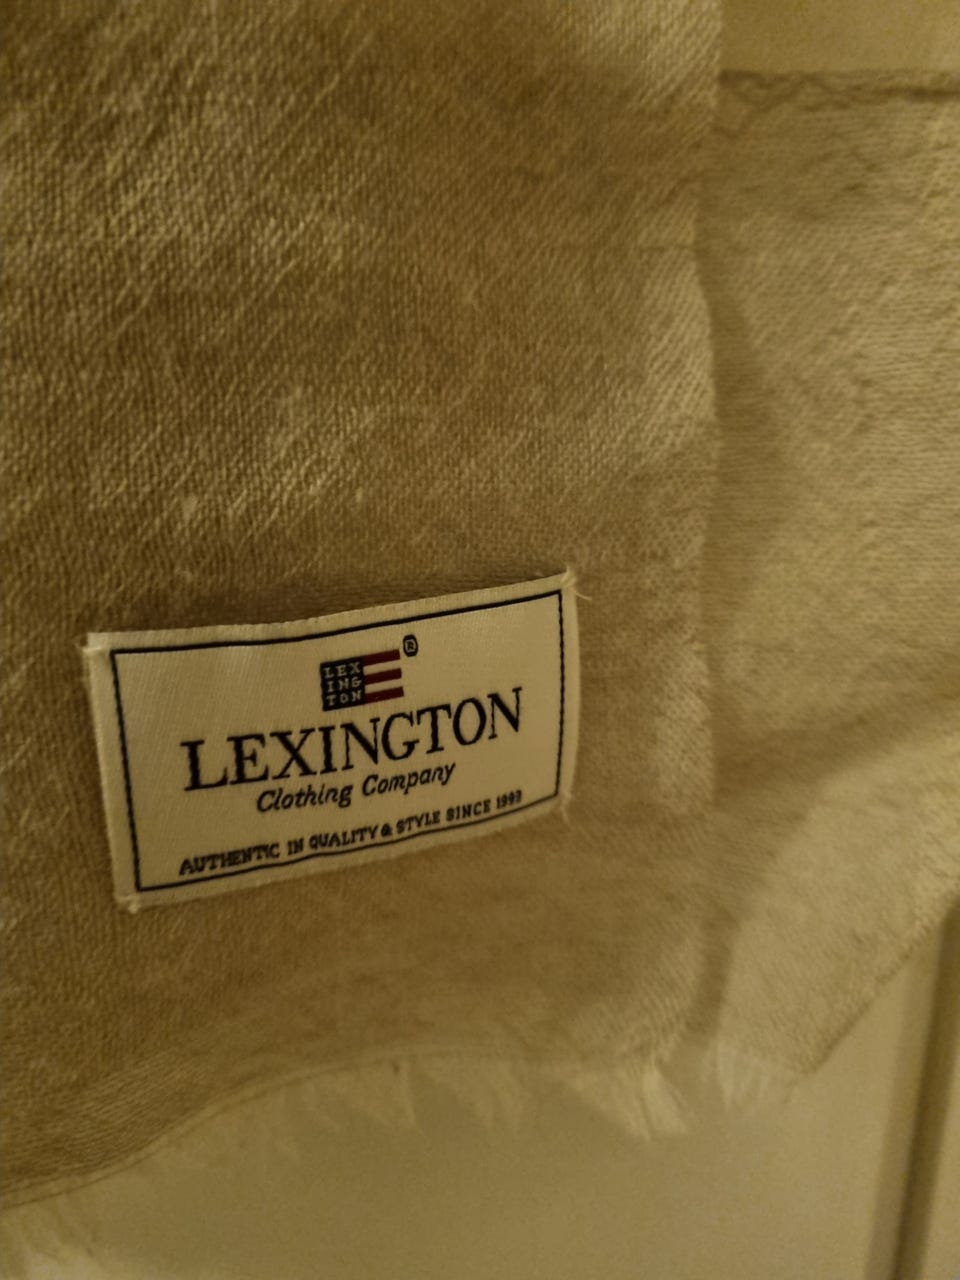 LEX
ING
TON
®
LEXINGTON
Clothing Company
AUTHENTIC IN QUALITY & STYLE SINCE